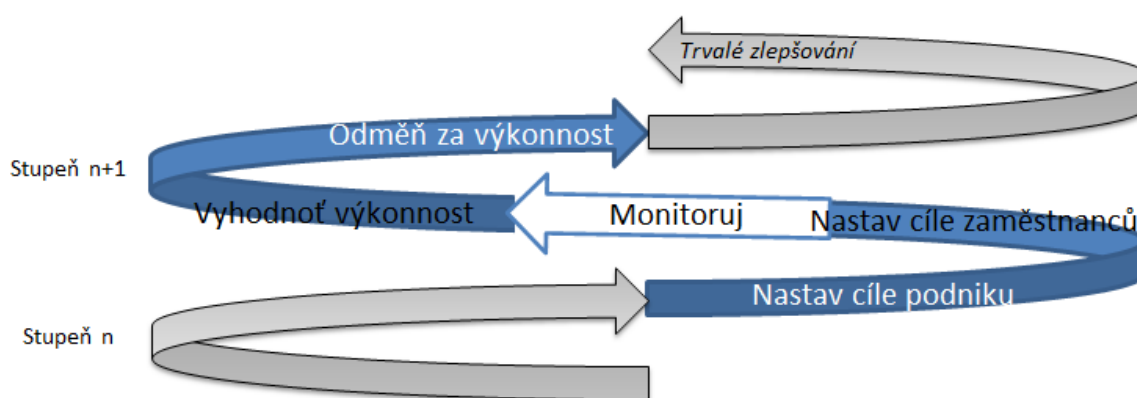 Trvalé zlepšování
Odměň za výkonnost
Stupeň n+1
Vyhodnoť výkonnost
Monitoruj
Nastav cíle zaměstnanců
Nastav cíle podniku
Stupeň n